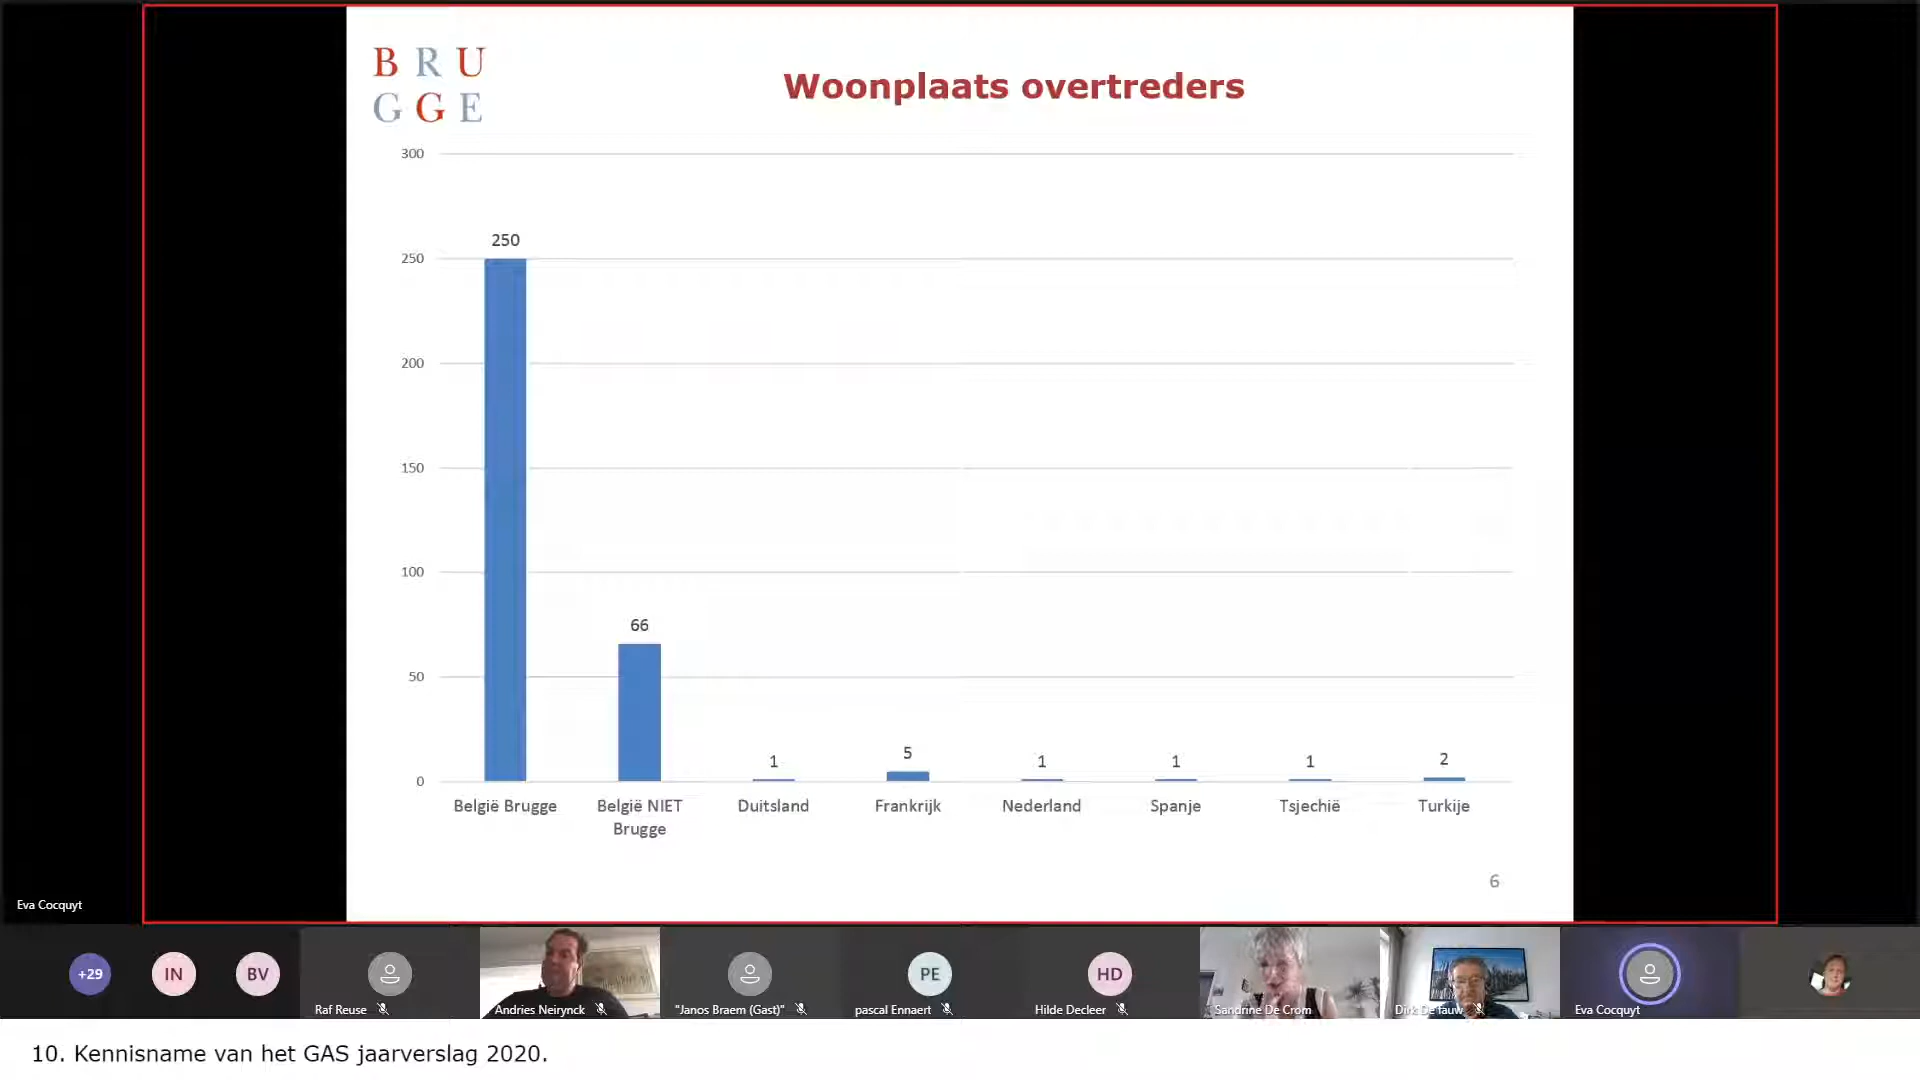 B R U
G G E
Woonplaats overtreders
300
250
250
200
150
100
66
50
1
5
1
1
1
2
0
België Brugge
België NIET
Brugge
Duitsland
Frankrijk
Nederland
Spanje
Tsjechië
Turkije
6
Eva Cocquyt
+29
IN
BV
Raf Reuse
Andries Neirynck
"Janos Braem (Gast)"
PE
pascal Ennaert
HD
Hilde Decleer
Sandrine De Crom
Dirk De fauw
Eva Cocquyt
10. Kennisname van het GAS jaarverslag 2020.